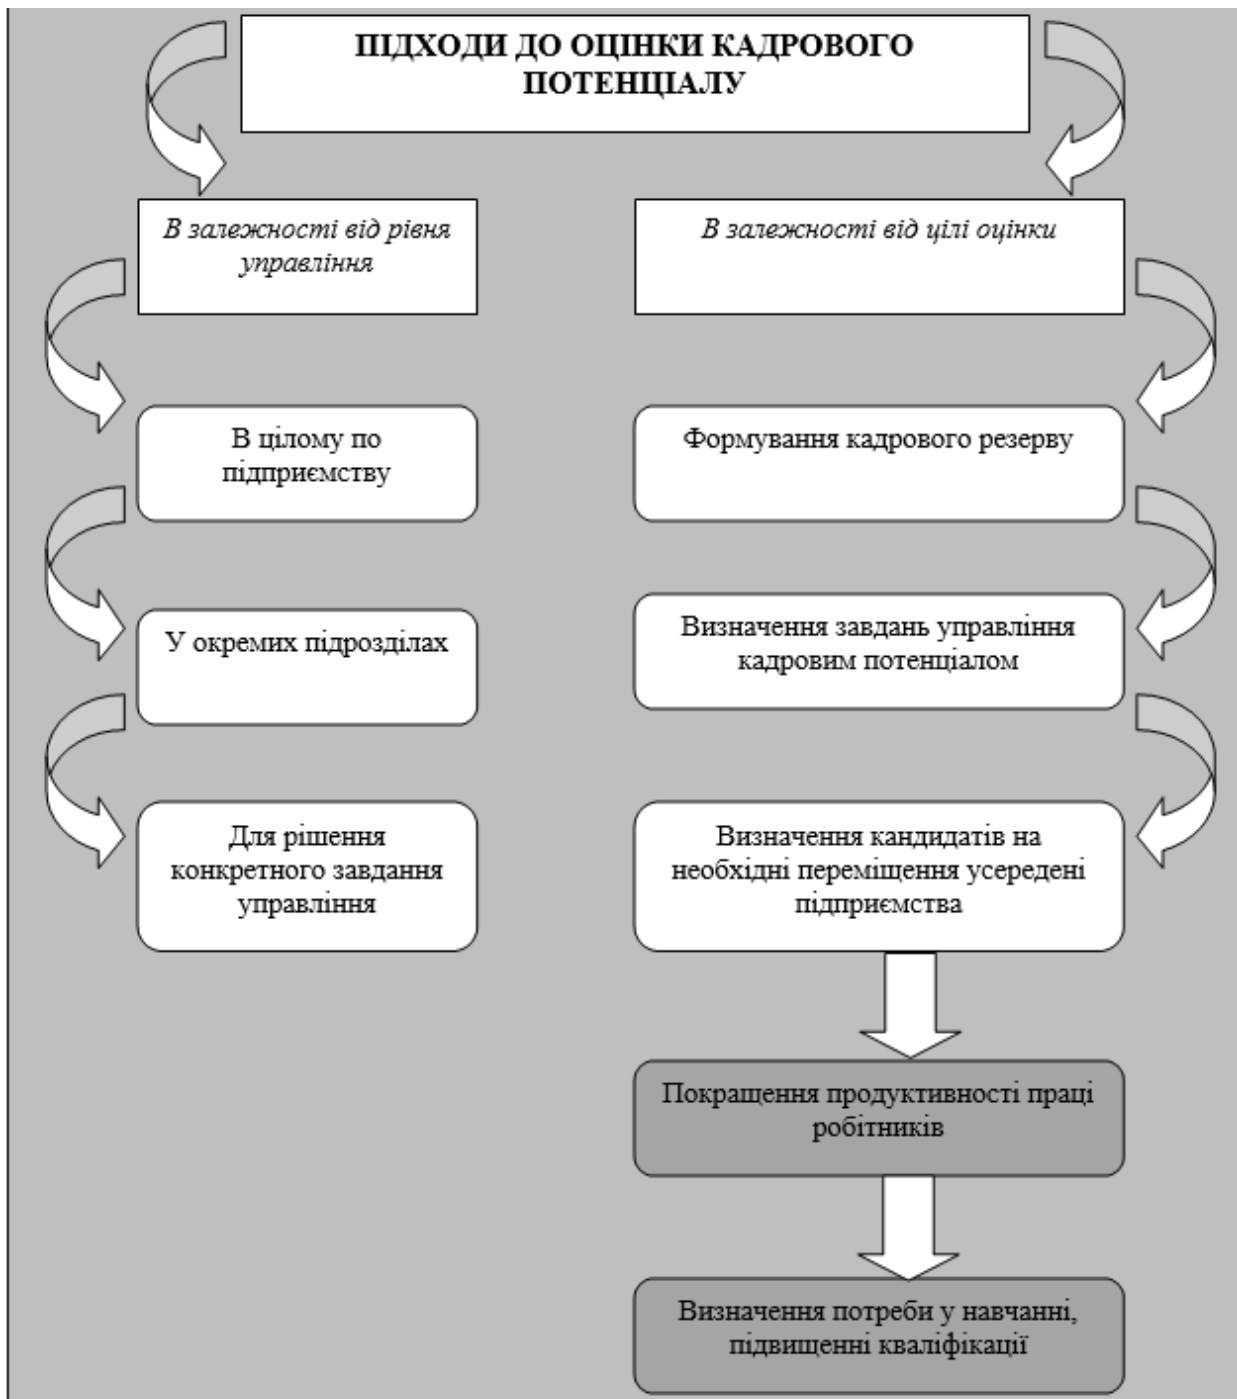 ПІДХОДИ ДО ОЦІНКИ КАДРОВОГО
ПОТЕНЦІАЛУ
В залежності від рівня
управління
В цілому по
підприємству
У окремих підрозділах
Для рішення
конкретного завдання
управління
В залежності від цілі оцінки
Формування кадрового резерву
Визначення завдань управління
кадровим потенціалом
Визначення кандидатів на
необхідні переміщення усередені
підприємства
Покращення продуктивності праці
робітників
Визначення потреби у навчанні,
підвищенні кваліфікації